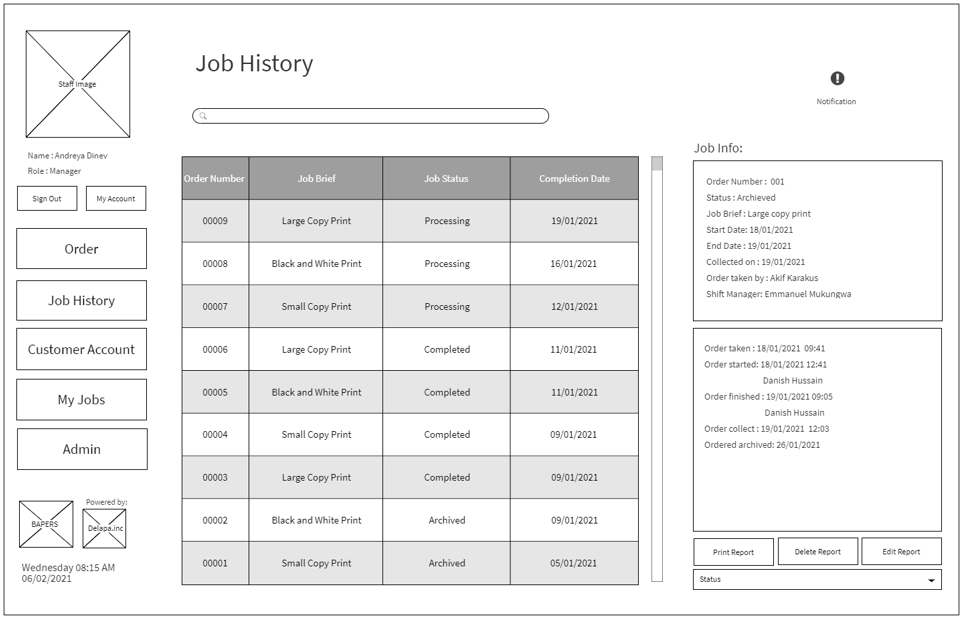 Staff Image
Name : Andreya Dinev
Role : Manager
Sign Out
My Account
Order
Job History
Customer Account
My Jobs
Admin
BAPERS
Powered by:
Delapa.inc
Wednesday 08:15 AM
06/02/2021
Job History
Order Number Job Brief Job Status Completion Date
00009 Large Copy Print Processing 19/01/2021
00008 Black and White Print Processing 16/01/2021
00007 Small Copy Print Processing 12/01/2021
00006 Large Copy Print Completed 11/01/2021
00005 Black and White Print Completed 11/01/2021
00004 Small Copy Print Completed 09/01/2021
00003 Large Copy Print Completed 09/01/2021
00002 Black and White Print Archived 09/01/2021
00001 Small Copy Print Archived 05/01/2021
Notification
Job Info:
Order Number : 001
Status : Archieved
Job Brief : Large copy print
Start Date: 18/01/2021
End Date : 19/01/2021
Collected on : 19/01/2021
Order taken by : Akif Karakus
Shift Manager: Emmanuel Mukungwa
Order taken : 18/01/2021 09:41
Order started: 18/01/2021 12:41
Danish Hussain
Order finished : 19/01/2021 09:05
Danish Hussain
Order collect : 19/01/2021 12:03
Ordered archived: 26/01/2021
Print Report
Delete Report
Edit Report
Status